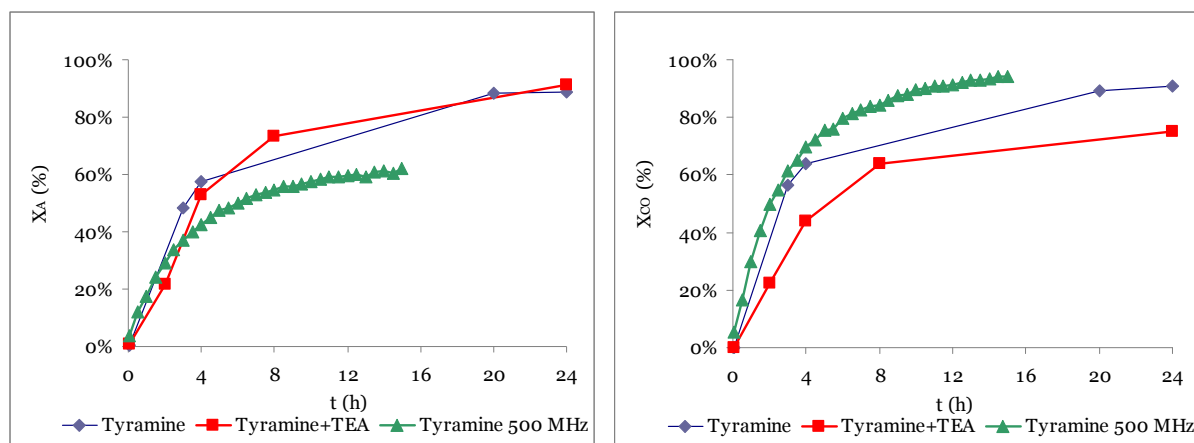 100%
80%
60%
40%
20%
0%
XA (%)
0 4 8 12 16 20 24
t (h)
Tyramine Tyramine+TEA Tyramine 500 MHz
100%
80%
60%
40%
20%
0%
XCO (%)
0 4 8 12 16 20 24
t (h)
Tyramine Tyramine+TEA Tyramine 500 MHz